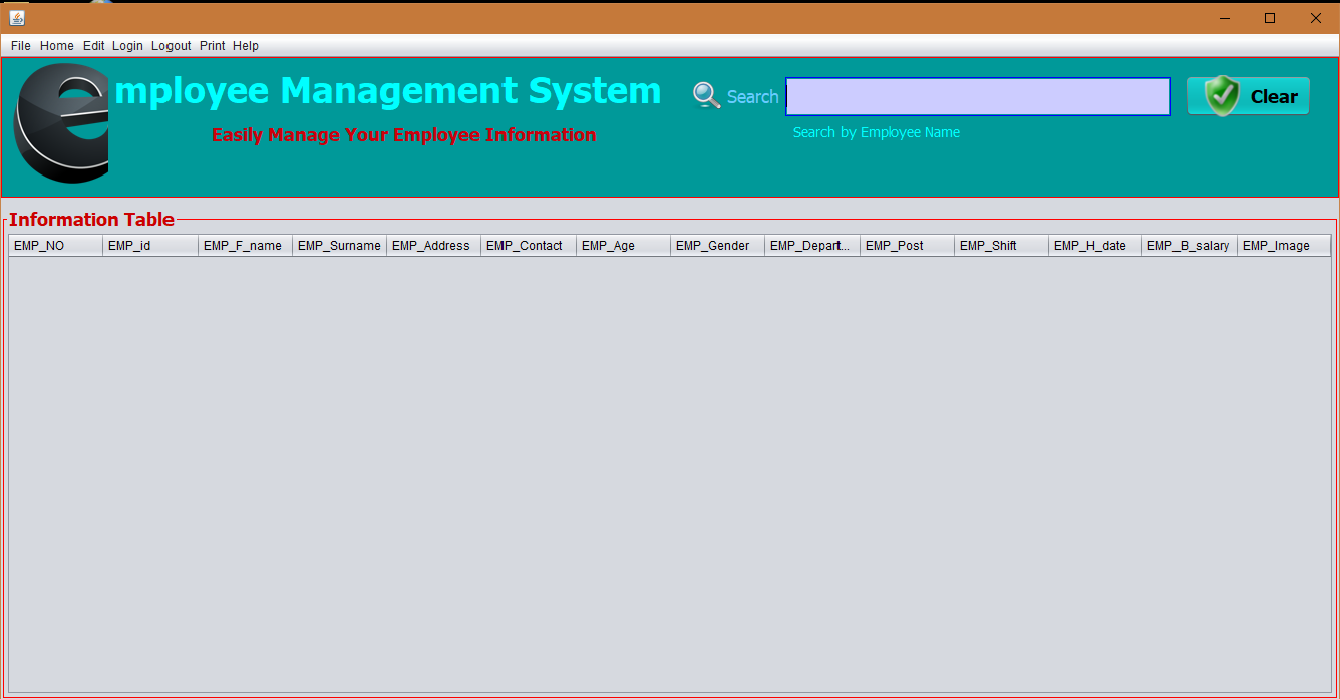 File Home Edit Login Logout Print Help
employee Management System
Search
Clear
Easily Manage Your Employee Information
Search by Employee Name
Information Table
EMP_NO EMP_id EMP_F_name EMP_Surname EMP_Address EMP_Contact EMP_Age EMP_Gender EMP_Depart... EMP_Post EMP_Shift EMP_H_date EMP_B_salary EMP_Image